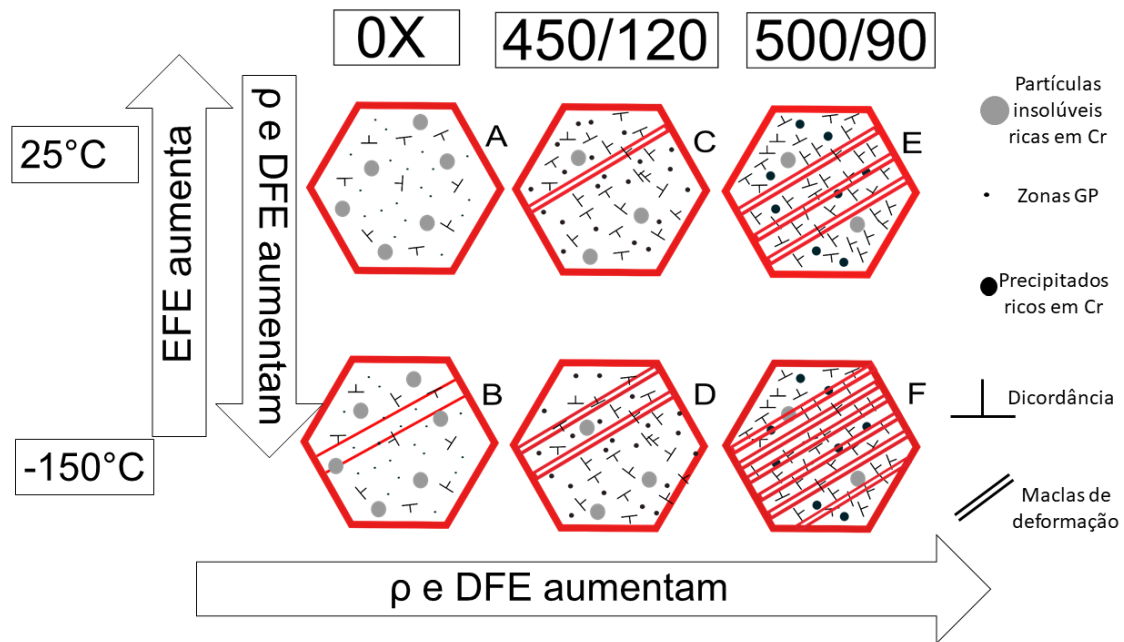 0X
450/120
500/90
25°C
-150°C
EFE aumenta
ρ e DFE aumentam
A
C
E
B
D
F
Partículas
insolúveis
ricas em Cr
Zonas GP
Precipitados
ricos em Cr
Dicordância
Maclas de
deformação
ρ e DFE aumentam